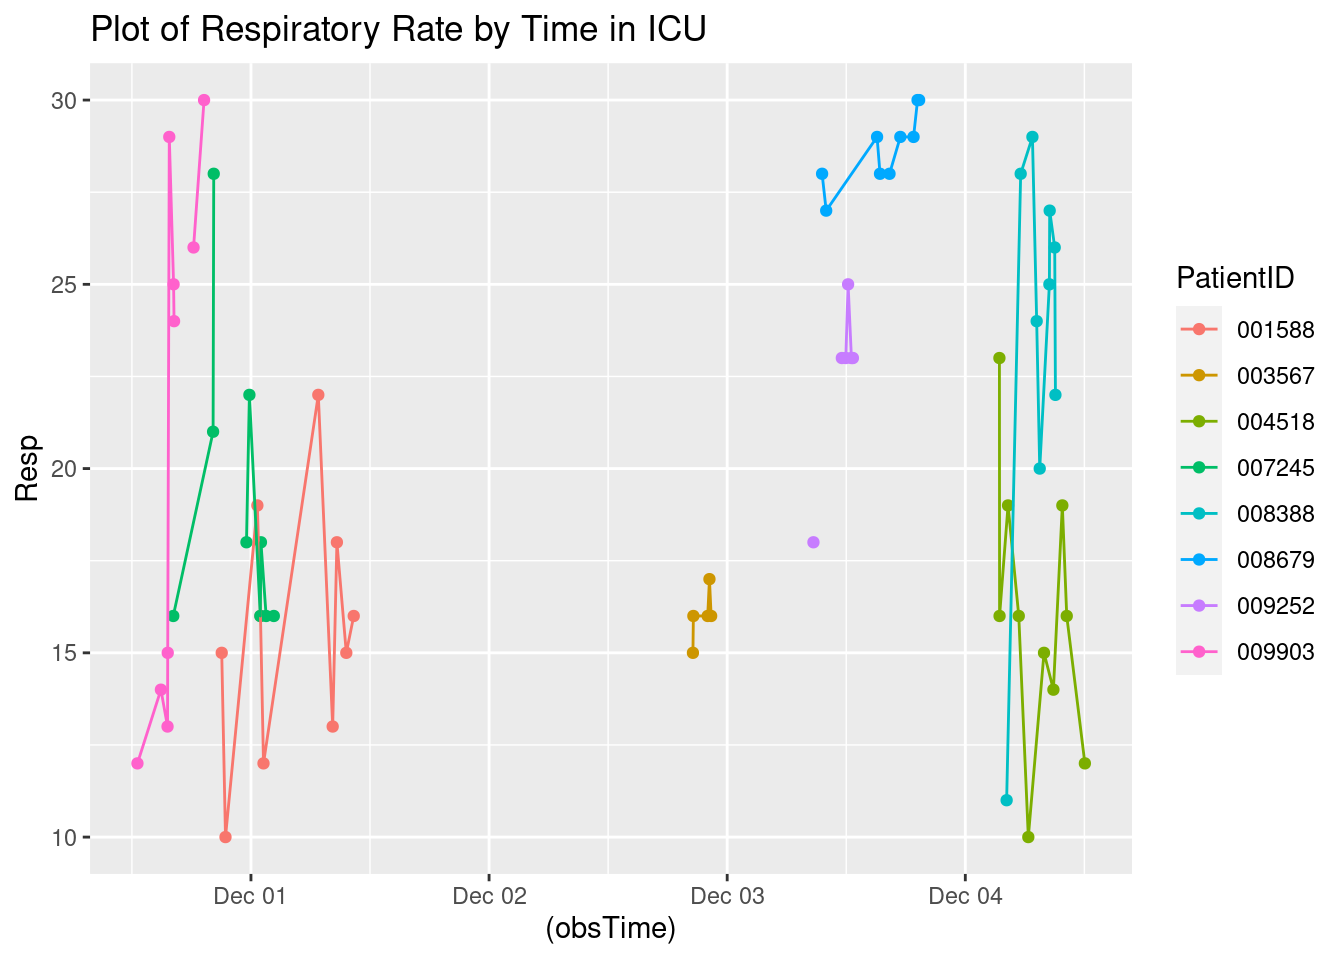 Plot of Respiratory Rate by Time in ICU
30
25
20
15
10
Resp
Dec 01
Dec 02
Dec 03
Dec 04
(obsTime)
PatientID
001588
003567
004518
007245
008388
008679
009252
009903